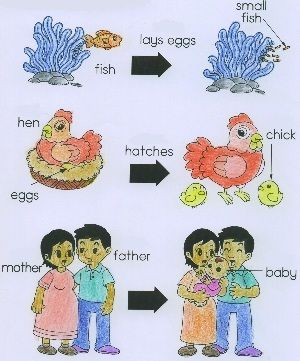 small
fish
lays eggs
fish
hen
hatches
chick
eggs
mother
father
baby